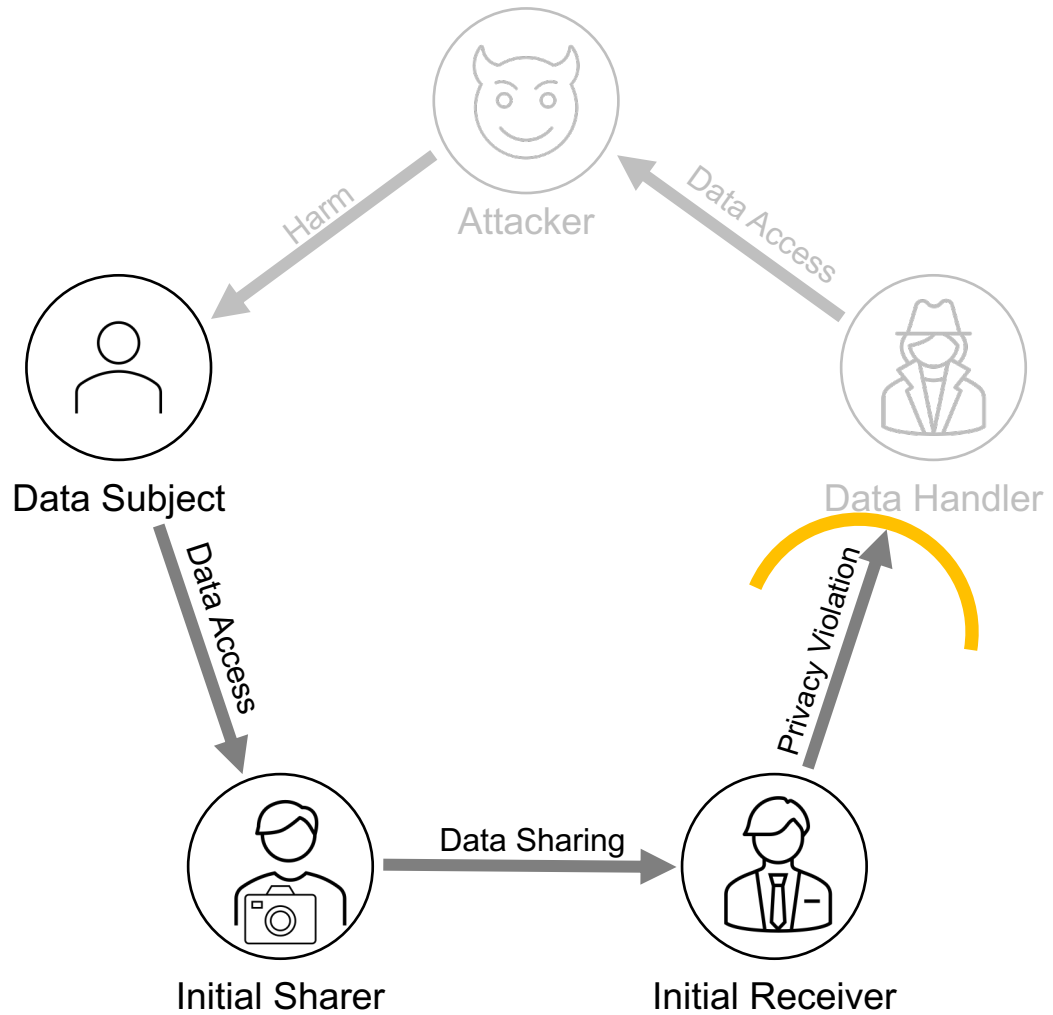 Attacker
Harm
Data Access
Data Subject
Data Handler
Data Access
Privacy Violation
Data Sharing
Initial Sharer
Initial Receiver